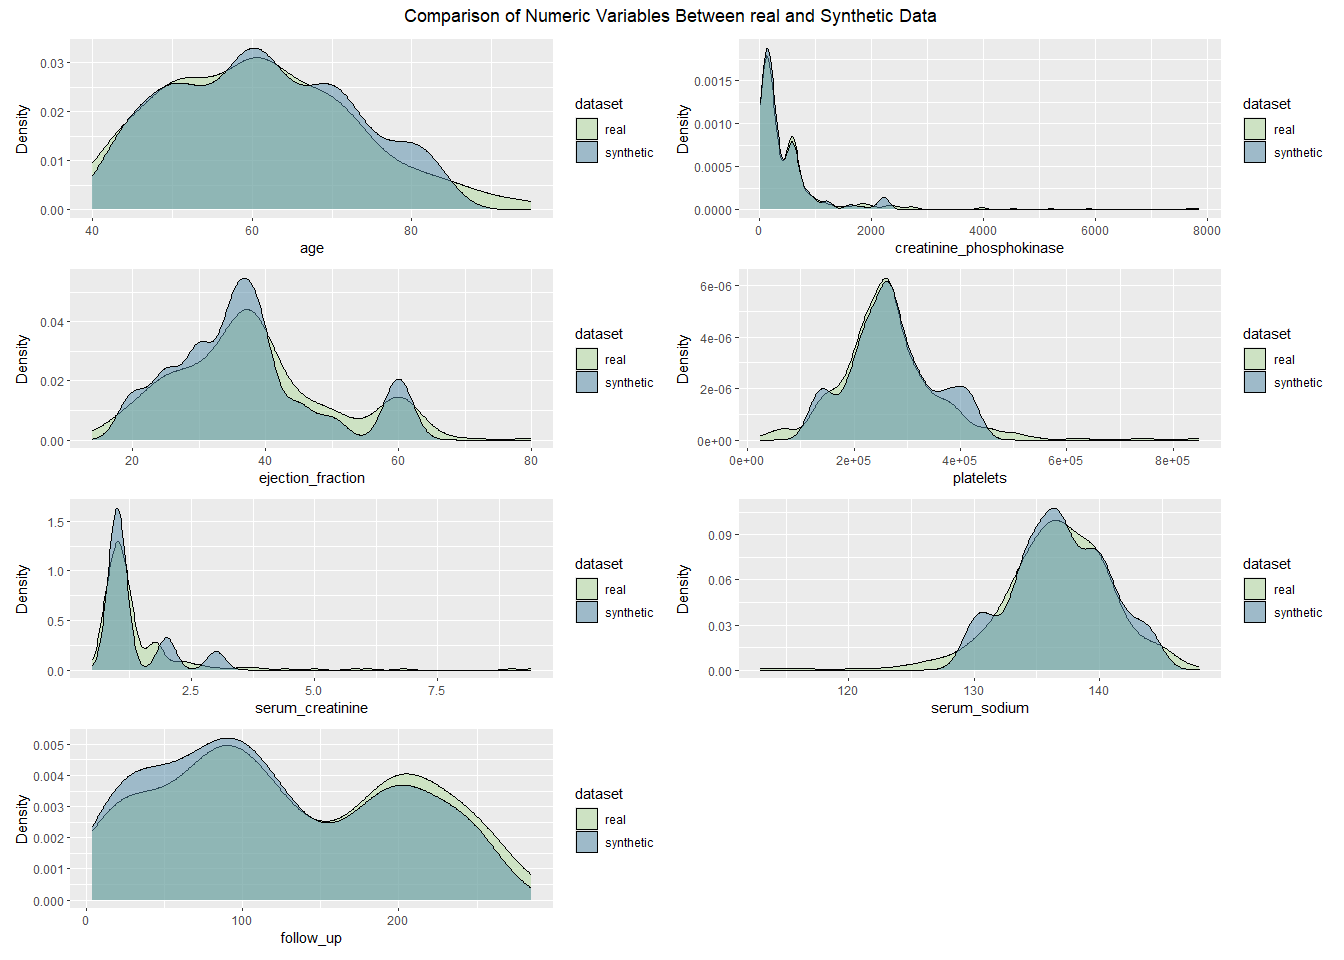 Comparison of Numeric Variables Between real and Synthetic Data
Density
0.03
0.02
0.01
0.00
40
60
80
age
dataset
real
synthetic
Density
0.0015
0.0010
0.0005
0.0000
0
2000
4000
6000
8000
creatinine_phosphokinase
dataset
real
synthetic
Density
0.04
0.02
0.00
20
40
60
80
ejection_fraction
dataset
real
synthetic
Density
6e-06
4e-06
2e-06
0e+00
0e+00
2e+05
4e+05
6e+05
8e+05
platelets
dataset
real
synthetic
Density
1.5
1.0
0.5
0.0
2.5
5.0
7.5
serum_creatinine
dataset
real
synthetic
Density
0.09
0.06
0.03
0.00
120
130
140
serum_sodium
dataset
real
synthetic
Density
0.005
0.004
0.003
0.002
0.001
0.000
0
100
200
follow_up
dataset
real
synthetic